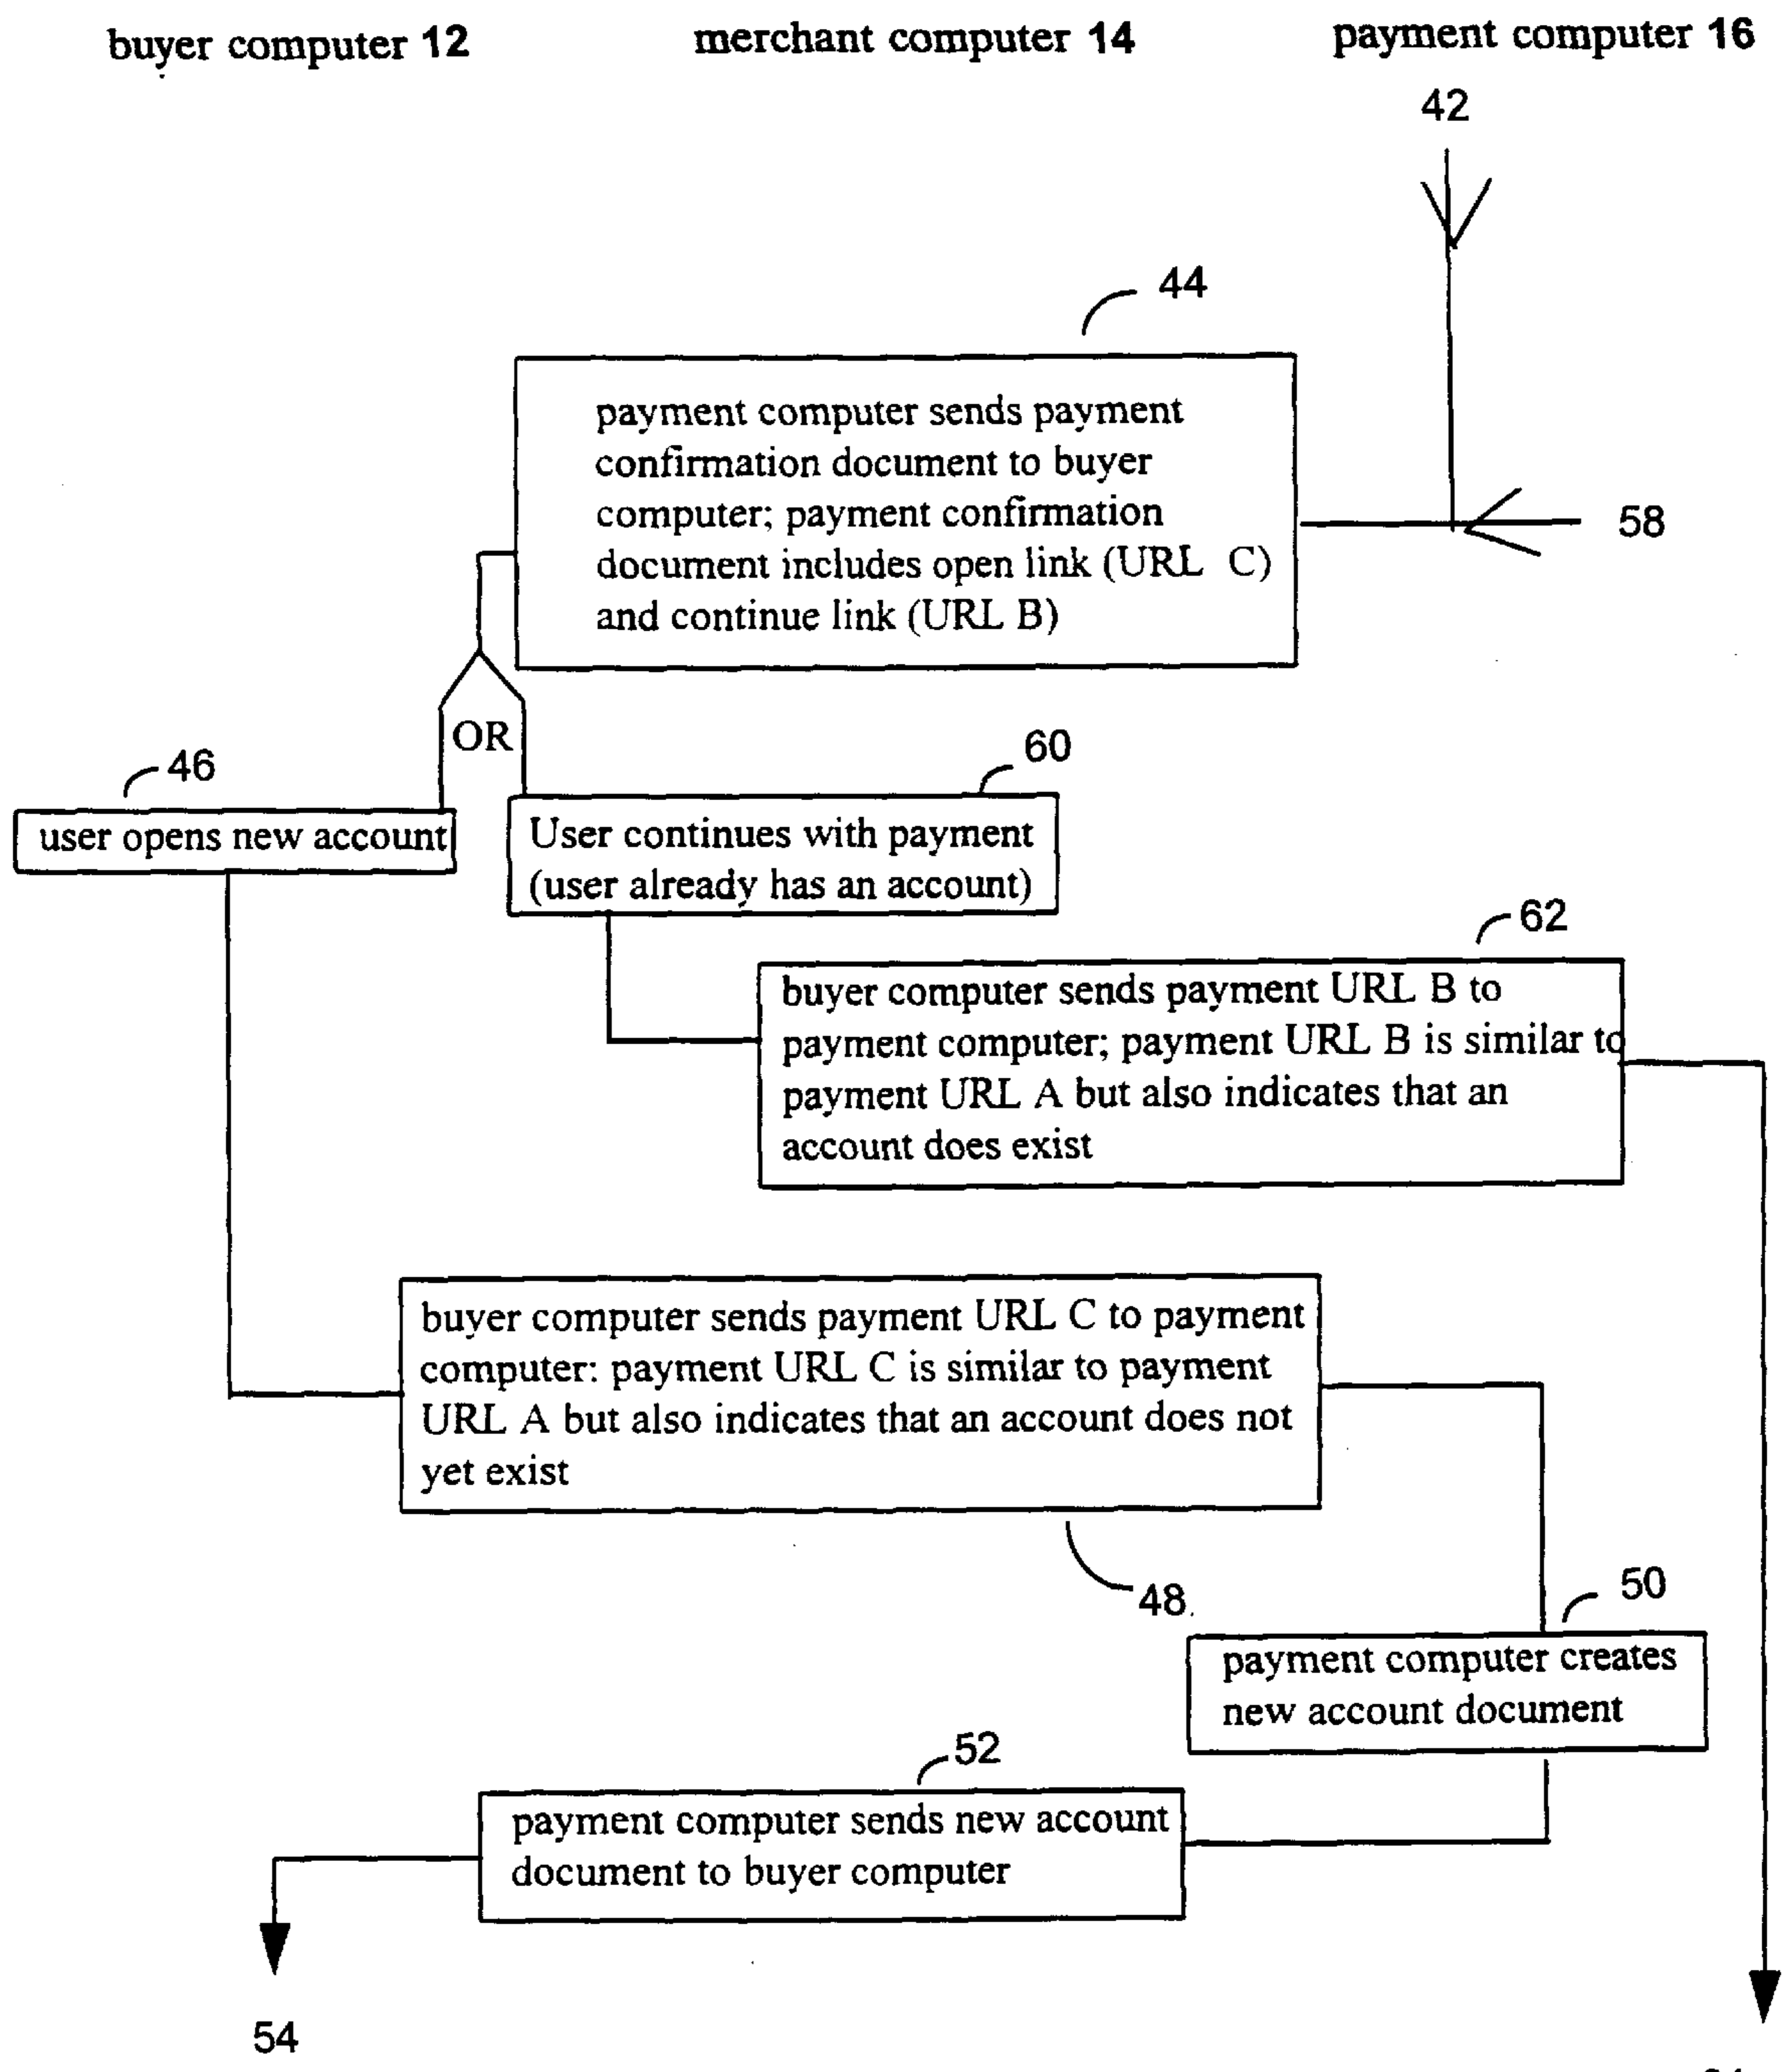 buyer computer 12
merchant computer 14
payment computer 16
42
44
payment computer sends payment
confirmation document to buyer
computer; payment confirmation
document includes open link (URL C)
and continue link (URL B)
58
OR
46
60
user opens new account
User continues with payment
(user already has an account)
62
buyer computer sends payment URL B to
payment computer; payment URL B is similar to
payment URL A but also indicates that an
account does exist
buyer computer sends payment URL C to payment
computer: payment URL C is similar to payment
URL A but also indicates that an account does not
yet exist
48
50
payment computer creates
new account document
52
payment computer sends new account
document to buyer computer
54